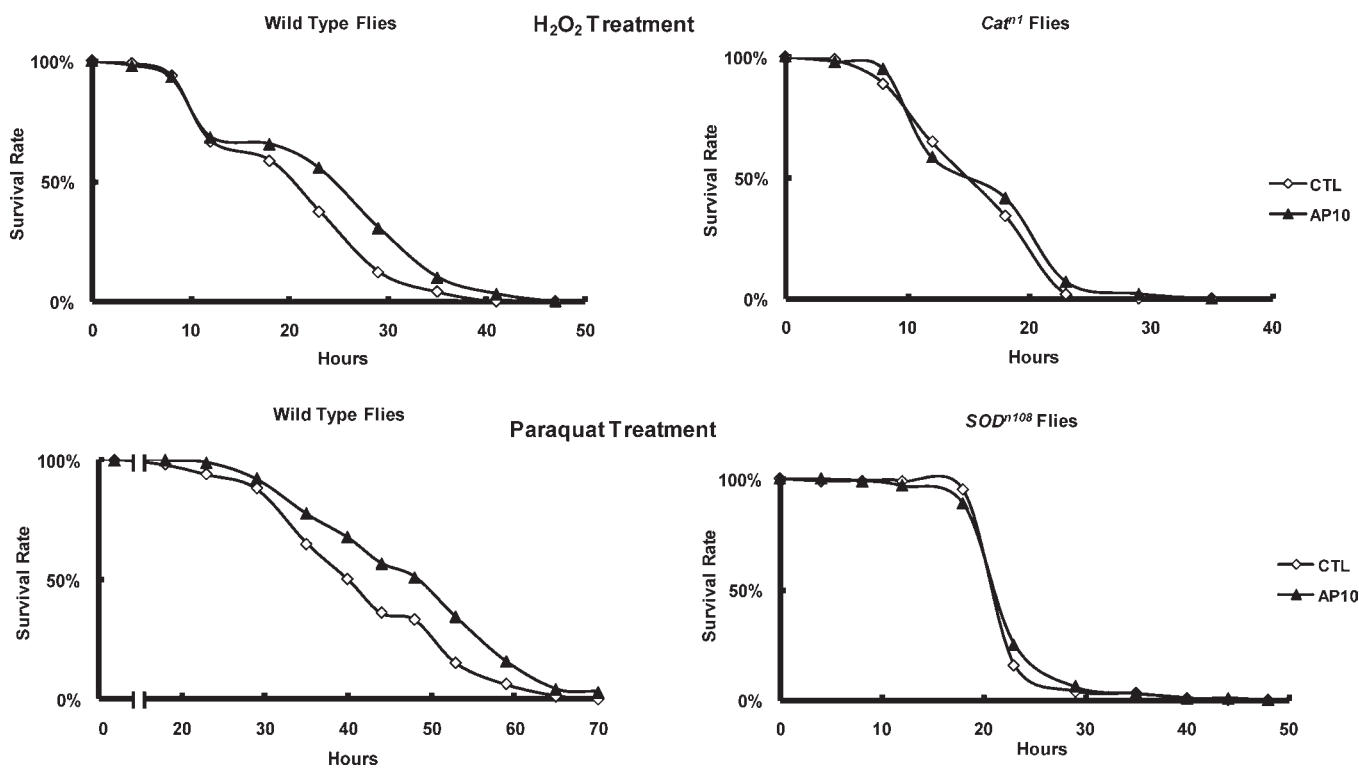 H₂O₂ Treatment
Wild Type Flies
Survival Rate
100%
50%
0%
0 10 20 30 40 50
Hours
Catⁿ¹ Flies
Survival Rate
100%
50%
0%
0 10 20 30 40
Hours
CTL
AP10
Paraquat Treatment
Wild Type Flies
Survival Rate
100%
50%
0%
0 20 30 40 50 60 70
Hours
SODⁿ¹⁰⁸ Flies
Survival Rate
100%
50%
0%
0 10 20 30 40 50
Hours
CTL
AP10